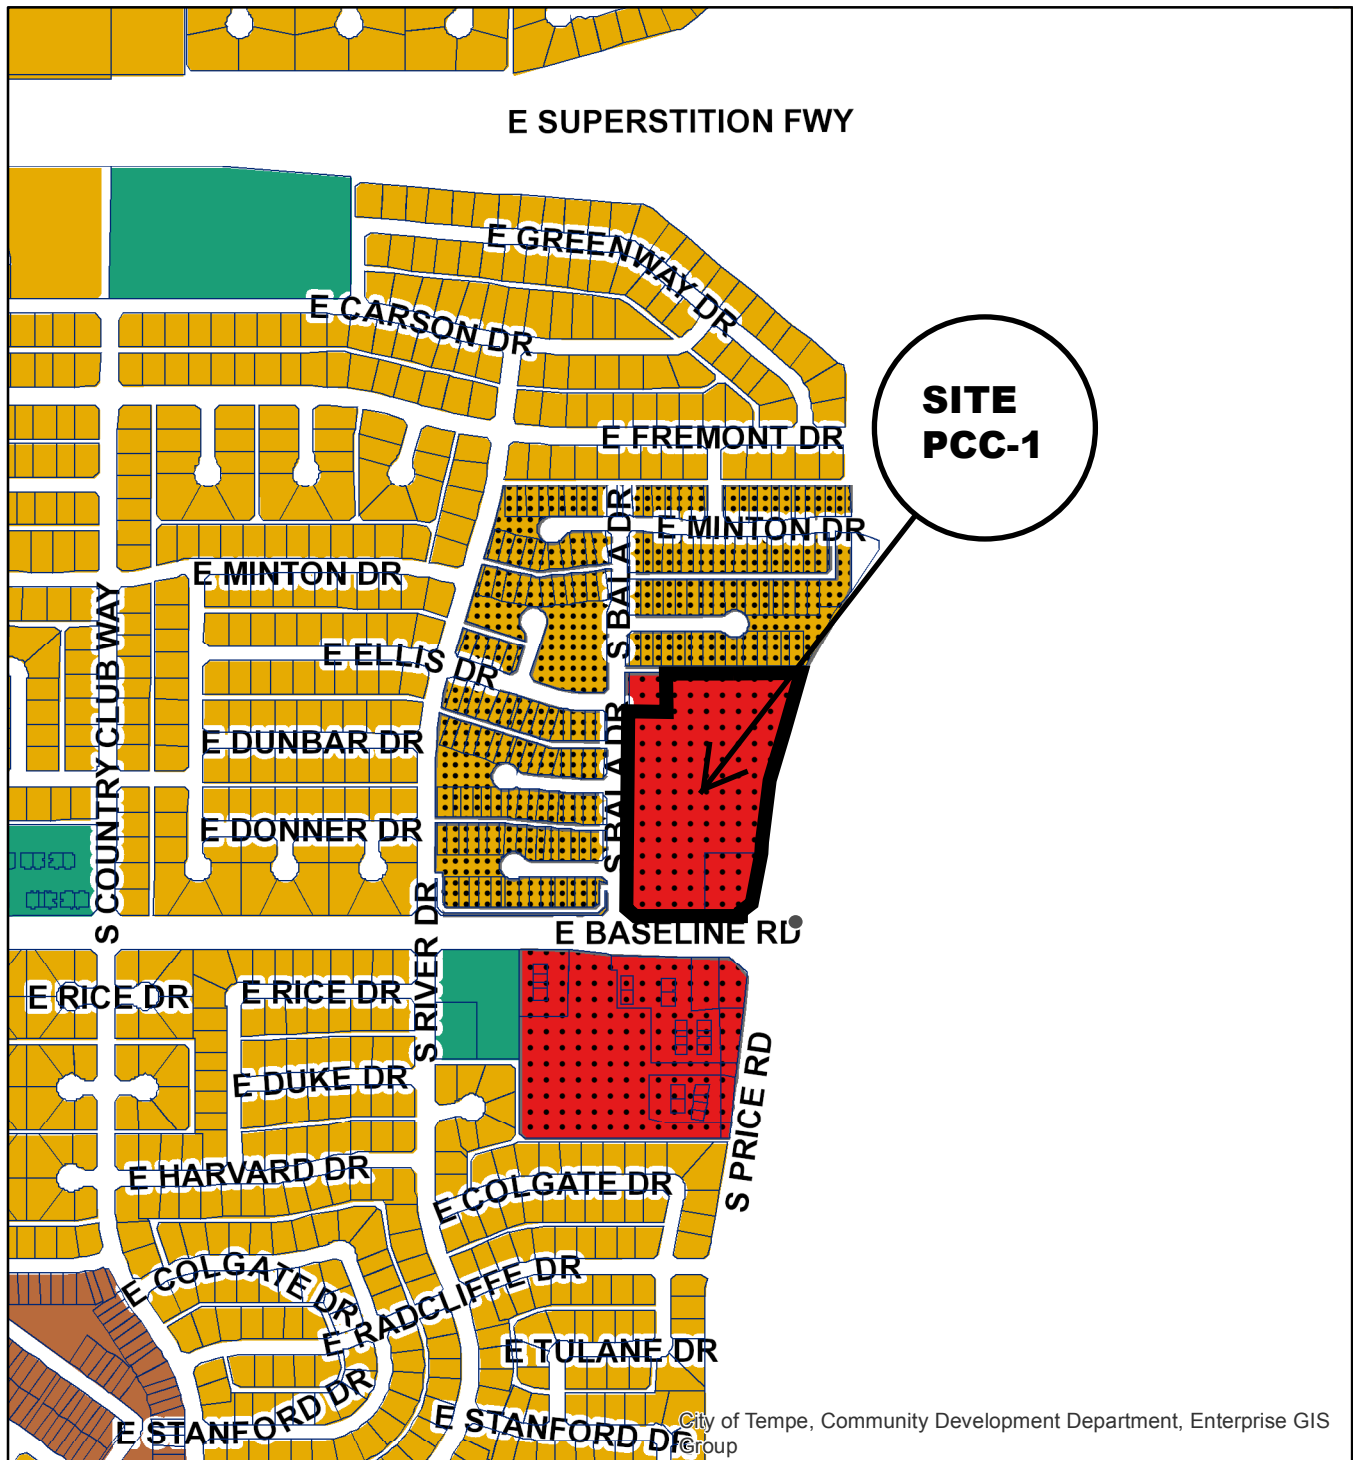 E SUPERSTITION FWY
E GREENWAY DR
E CARSON DR
SITE
PCC-1
E FREMONT DR
S BALA DR
E MINTON DR
E MINTON DR
S COUNTRY CLUB WAY
E ELLIS DR
S BALA DR
E DUNBAR DR
E DONNER DR
S RIVER DR
E BASELINE RD
E RICE DR
E RICE DR
S PRICE RD
E DUKE DR
E HARVARD DR
E COLGATE DR
E COLGATE DR
E RADCLIFFE DR
E TULANE DR
E STANFORD DR
E STANFORD DR
City of Tempe, Community Development Department, Enterprise GIS
Group